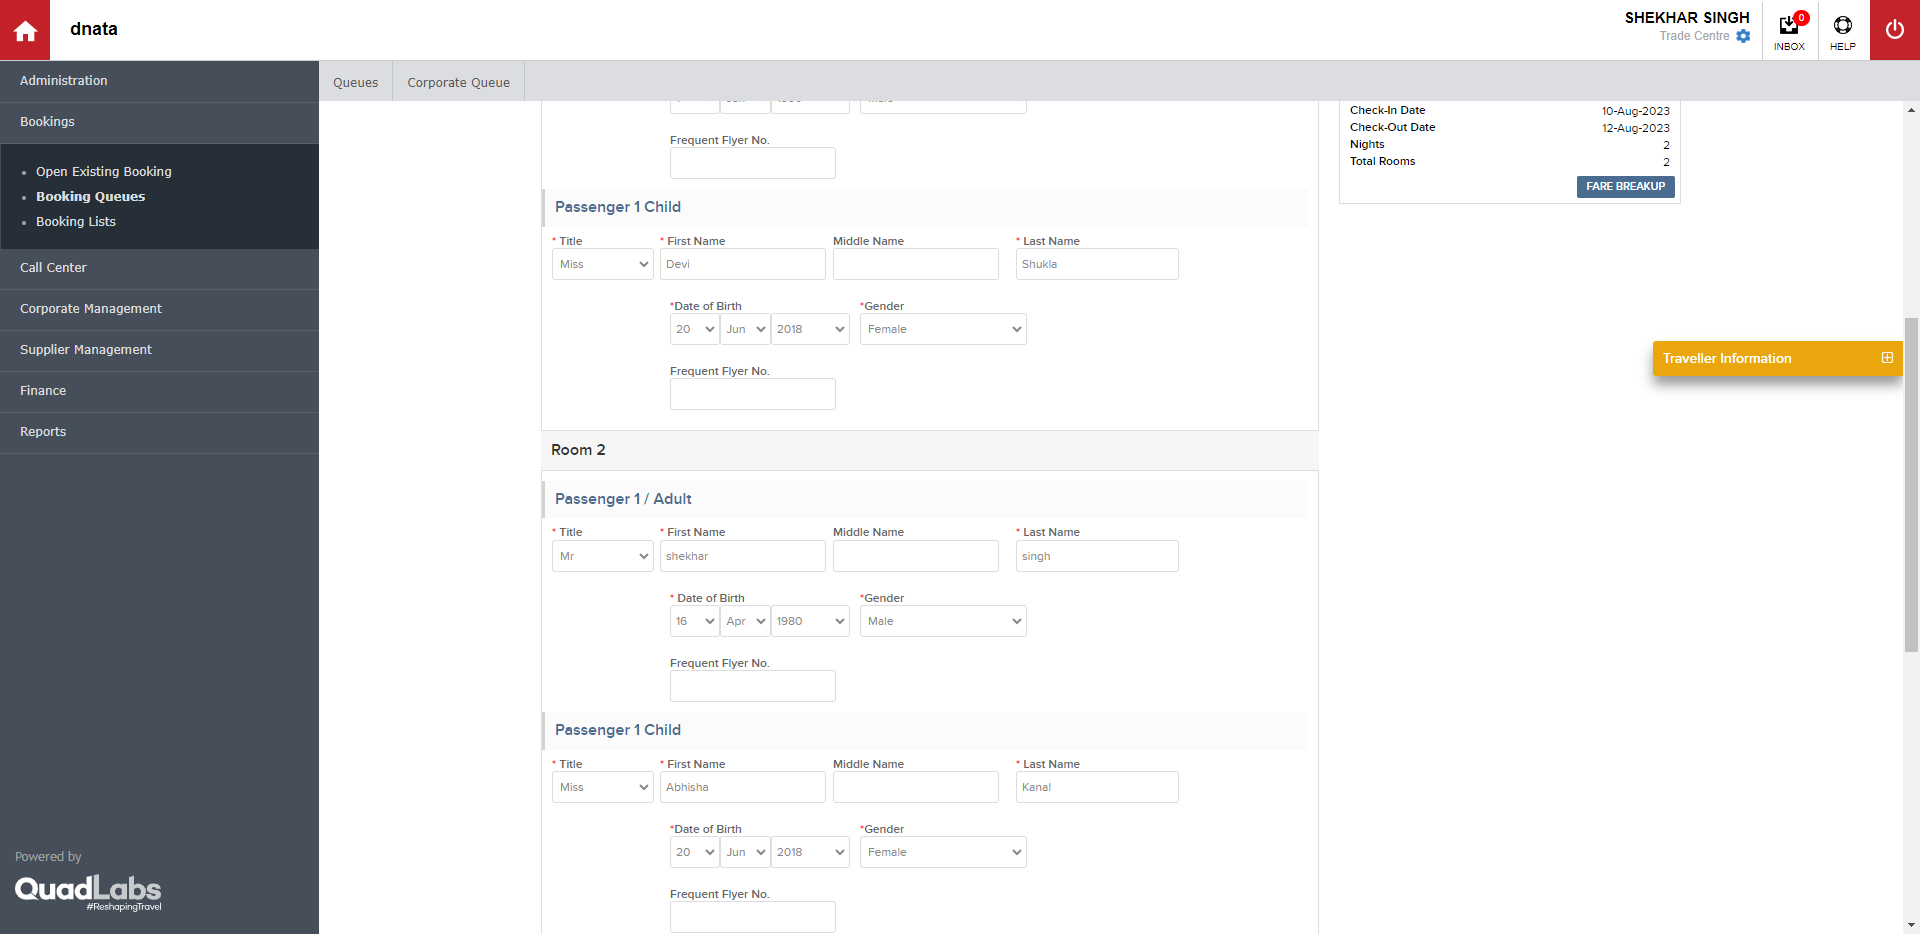 dnata
SHEKHAR SINGH
Trade Centre
0
INBOX
HELP
Administration
Bookings
Open Existing Booking
Booking Queues
Booking Lists
Call Center
Corporate Management
Supplier Management
Finance
Reports
Powered by
QuadLabs
#ReshapingTravel
Queues
Corporate Queue
Frequent Flyer No.
Passenger 1 Child
* Title
* First Name
Middle Name
* Last Name
Miss
Devi
Shukla
*Date of Birth
*Gender
20
Jun
2018
Female
Frequent Flyer No.
Room 2
Passenger 1 / Adult
* Title
* First Name
Middle Name
* Last Name
Mr
shekhar
singh
* Date of Birth
*Gender
16
Apr
1980
Male
Frequent Flyer No.
Passenger 1 Child
* Title
* First Name
Middle Name
* Last Name
Miss
Abhisha
Kanal
*Date of Birth
*Gender
20
Jun
2018
Female
Frequent Flyer No.
Check-In Date 10-Aug-2023
Check-Out Date 12-Aug-2023
Nights 2
Total Rooms 2
FARE BREAKUP
Traveller Information